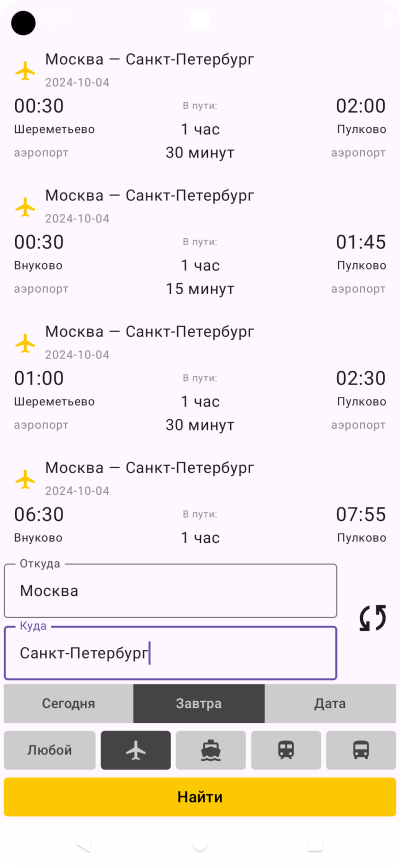 Москва — Санкт-Петербург
2024-10-04
00:30 В пути: 02:00
Шереметьево 1 час Пулково
аэропорт 30 минут аэропорт
Москва — Санкт-Петербург
2024-10-04
00:30 В пути: 01:45
Внуково 1 час Пулково
аэропорт 15 минут аэропорт
Москва — Санкт-Петербург
2024-10-04
01:00 В пути: 02:30
Шереметьево 1 час Пулково
аэропорт 30 минут аэропорт
Москва — Санкт-Петербург
2024-10-04
06:30 В пути: 07:55
Внуково 1 час Пулково
Откуда
Москва
Куда
Санкт-Петербург
Сегодня Завтра Дата
Любой
Найти